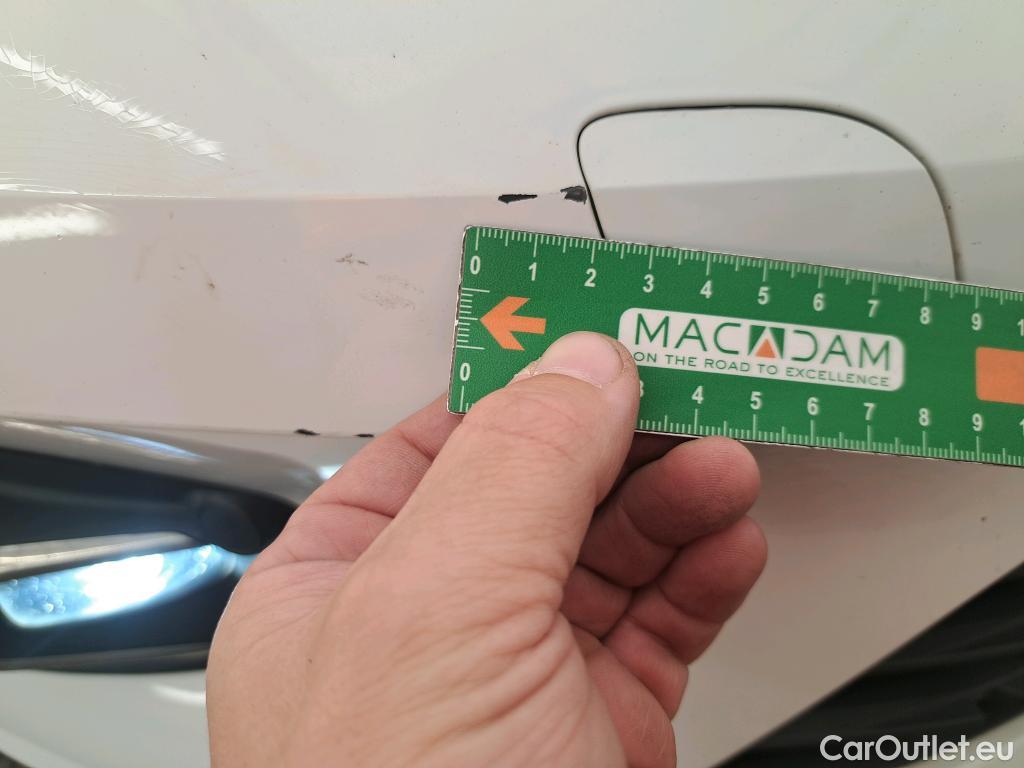 0 1 2 3 4 5 6 7 8 9
MACADAM
ON THE ROAD TO EXCELLENCE
0 4 5 6 7 8 9
CarOutlet.eu